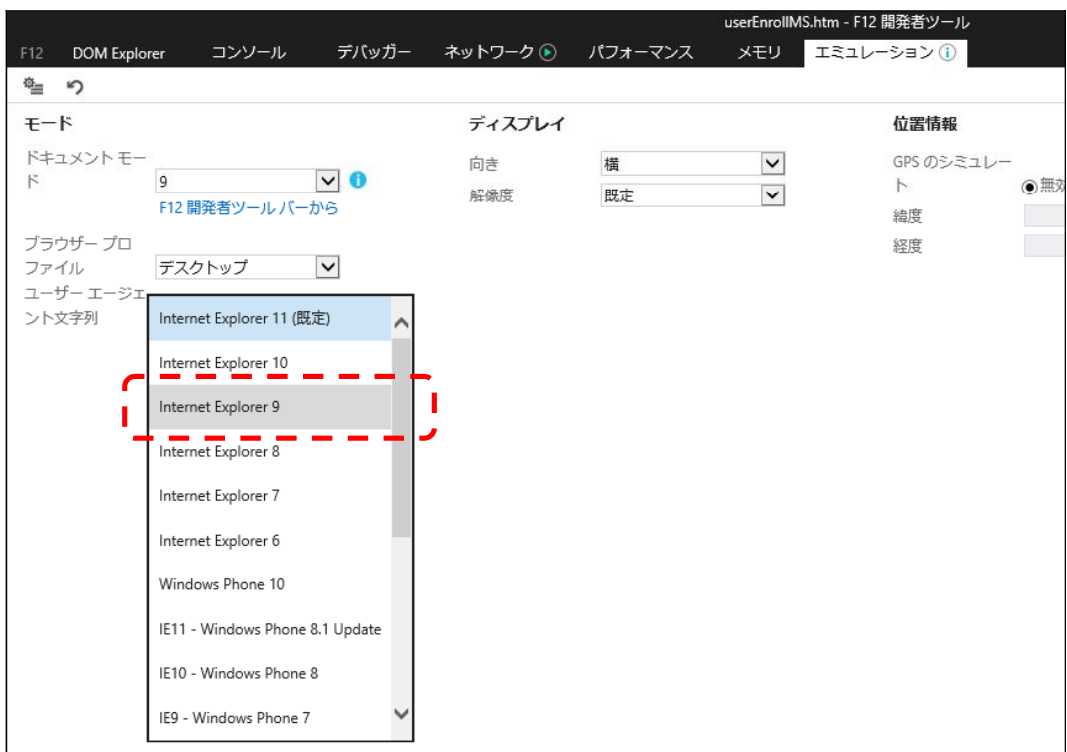 userEnrollMS.htm - F12 開発者ツール
F12 DOM Explorer コンソール デバッガー ネットワーク パフォーマンス メモリ エミュレーション
モード
ドキュメント モー
ド
9
F12 開発者ツール バーから
ブラウザー プロ
ファイル
デスクトップ
ユーザー エージェ
ント文字列
Internet Explorer 11 (既定)
Internet Explorer 10
Internet Explorer 9
Internet Explorer 8
Internet Explorer 7
Internet Explorer 6
Windows Phone 10
IE11 - Windows Phone 8.1 Update
IE10 - Windows Phone 8
IE9 - Windows Phone 7
ディスプレイ
向き 横
解像度 既定
位置情報
GPS のシミュレー
ト
無効
緯度
経度